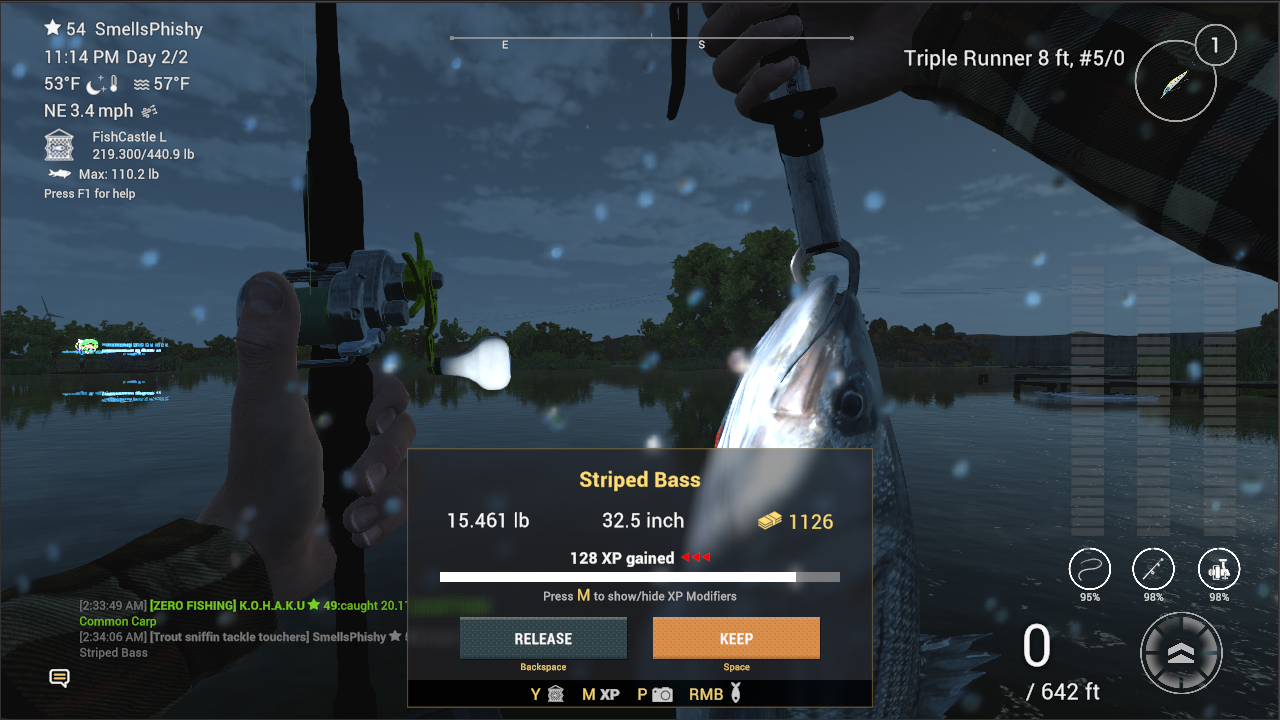 54 SmellsPhishy
11:14 PM Day 2/2
53°F 57°F
NE 3.4 mph
FishCastle L
219.300/440.9 lb
Max: 110.2 lb
Press F1 for help
E S
Triple Runner 8 ft, #5/0
1
Striped Bass
15.461 lb 32.5 inch 1126
128 XP gained
Press M to show/hide XP Modifiers
RELEASE KEEP
Backspace Space
Y M XP P RMB
[2:33:49 AM] [ZERO FISHING] K.O.H.A.K.U 49:caught 20.1
Common Carp
[2:34:06 AM] [Trout sniffin tackle touchers] SmellsPhishy
Striped Bass
95% 98% 98%
0
/ 642 ft